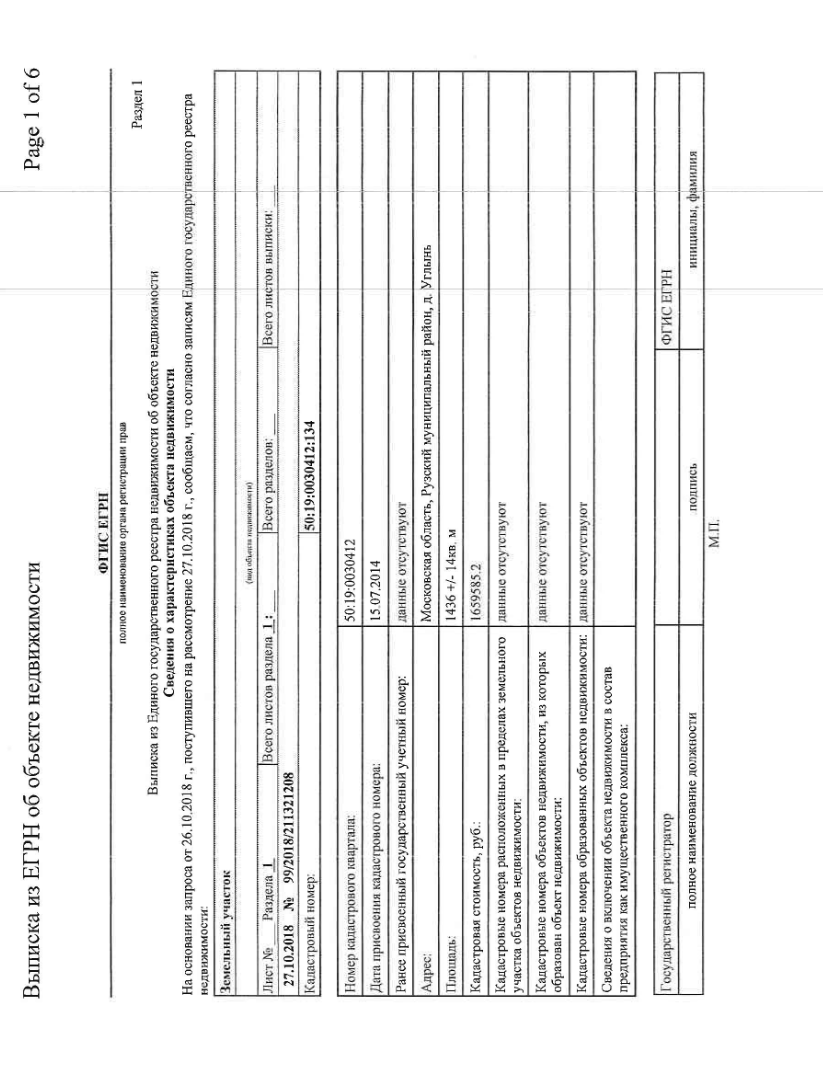 Выписка из ЕГРН об объекте недвижимости
Page 1 of 6
ФГИС ЕГРН
полное наименование органа регистрации прав
Раздел 1
Выписка из Единого государственного реестра недвижимости об объекте недвижимости
Сведения о характеристиках объекта недвижимости
На основании запроса от 26.10.2018 г., поступившего на рассмотрение 27.10.2018 г., сообщаем, что согласно записям Единого государственного реестра
недвижимости:
Земельный участок
(вид объекта недвижимости)
Лист № ___ Раздела 1 Всего листов раздела 1 : ___ Всего разделов: ___ Всего листов выписки: ___
27.10.2018 № 99/2018/211321208
Кадастровый номер: 50:19:0030412:134
Номер кадастрового квартала: 50:19:0030412
Дата присвоения кадастрового номера: 15.07.2014
Ранее присвоенный государственный учетный номер: данные отсутствуют
Адрес: Московская область, Рузский муниципальный район, д. Углынь
Площадь: 1436 +/- 14кв. м
Кадастровая стоимость, руб.: 1659585.2
Кадастровые номера расположенных в пределах земельного данные отсутствуют
участка объектов недвижимости:
Кадастровые номера объектов недвижимости, из которых данные отсутствуют
образован объект недвижимости:
Кадастровые номера образованных объектов недвижимости: данные отсутствуют
Сведения о включении объекта недвижимости в состав
предприятия как имущественного комплекса:
Государственный регистратор ФГИС ЕГРН
полное наименование должности подпись инициалы, фамилия
М.П.